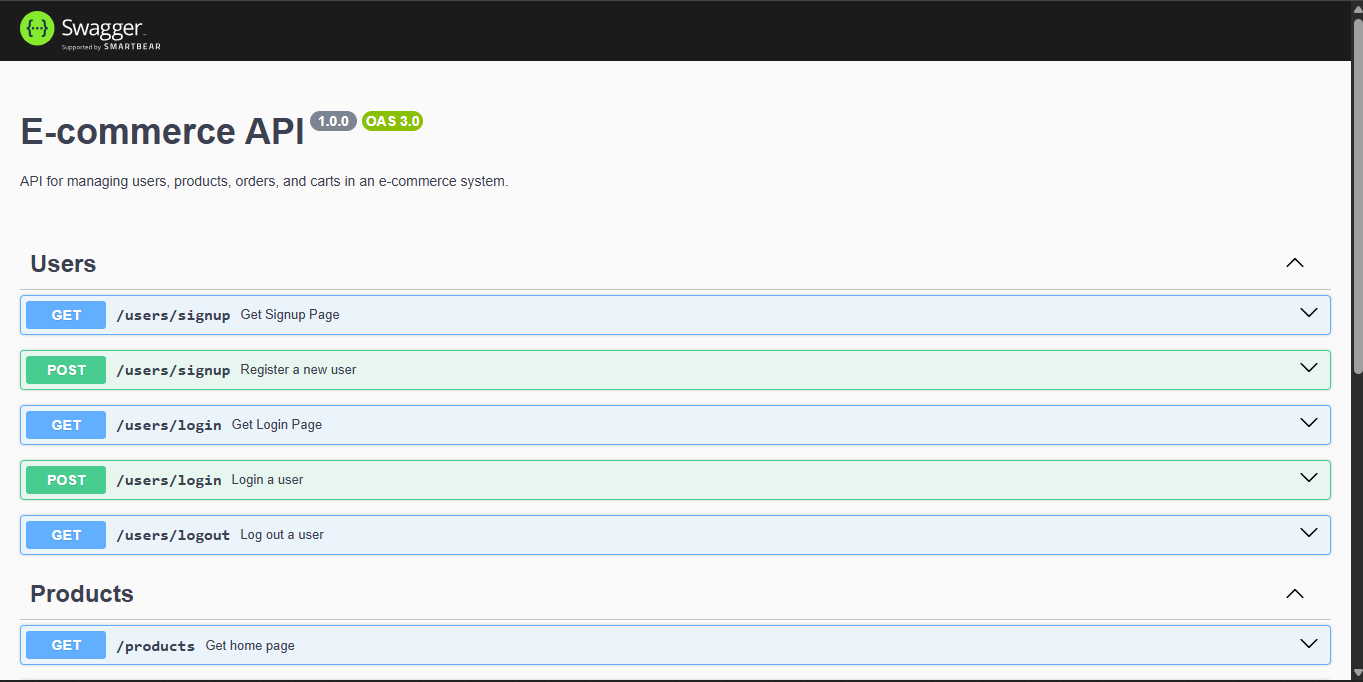 {···} Swagger
Supported by SMARTBEAR
E-commerce API 1.0.0 OAS 3.0
API for managing users, products, orders, and carts in an e-commerce system.
Users
GET /users/signup Get Signup Page
POST /users/signup Register a new user
GET /users/login Get Login Page
POST /users/login Login a user
GET /users/logout Log out a user
Products
GET /products Get home page